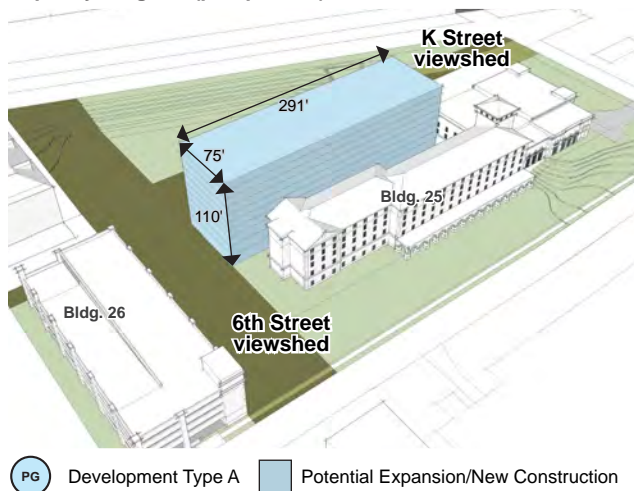 K Street
viewshed
291'
75'
110'
Bldg. 25
Bldg. 26
6th Street
viewshed
PG Development Type A Potential Expansion/New Construction